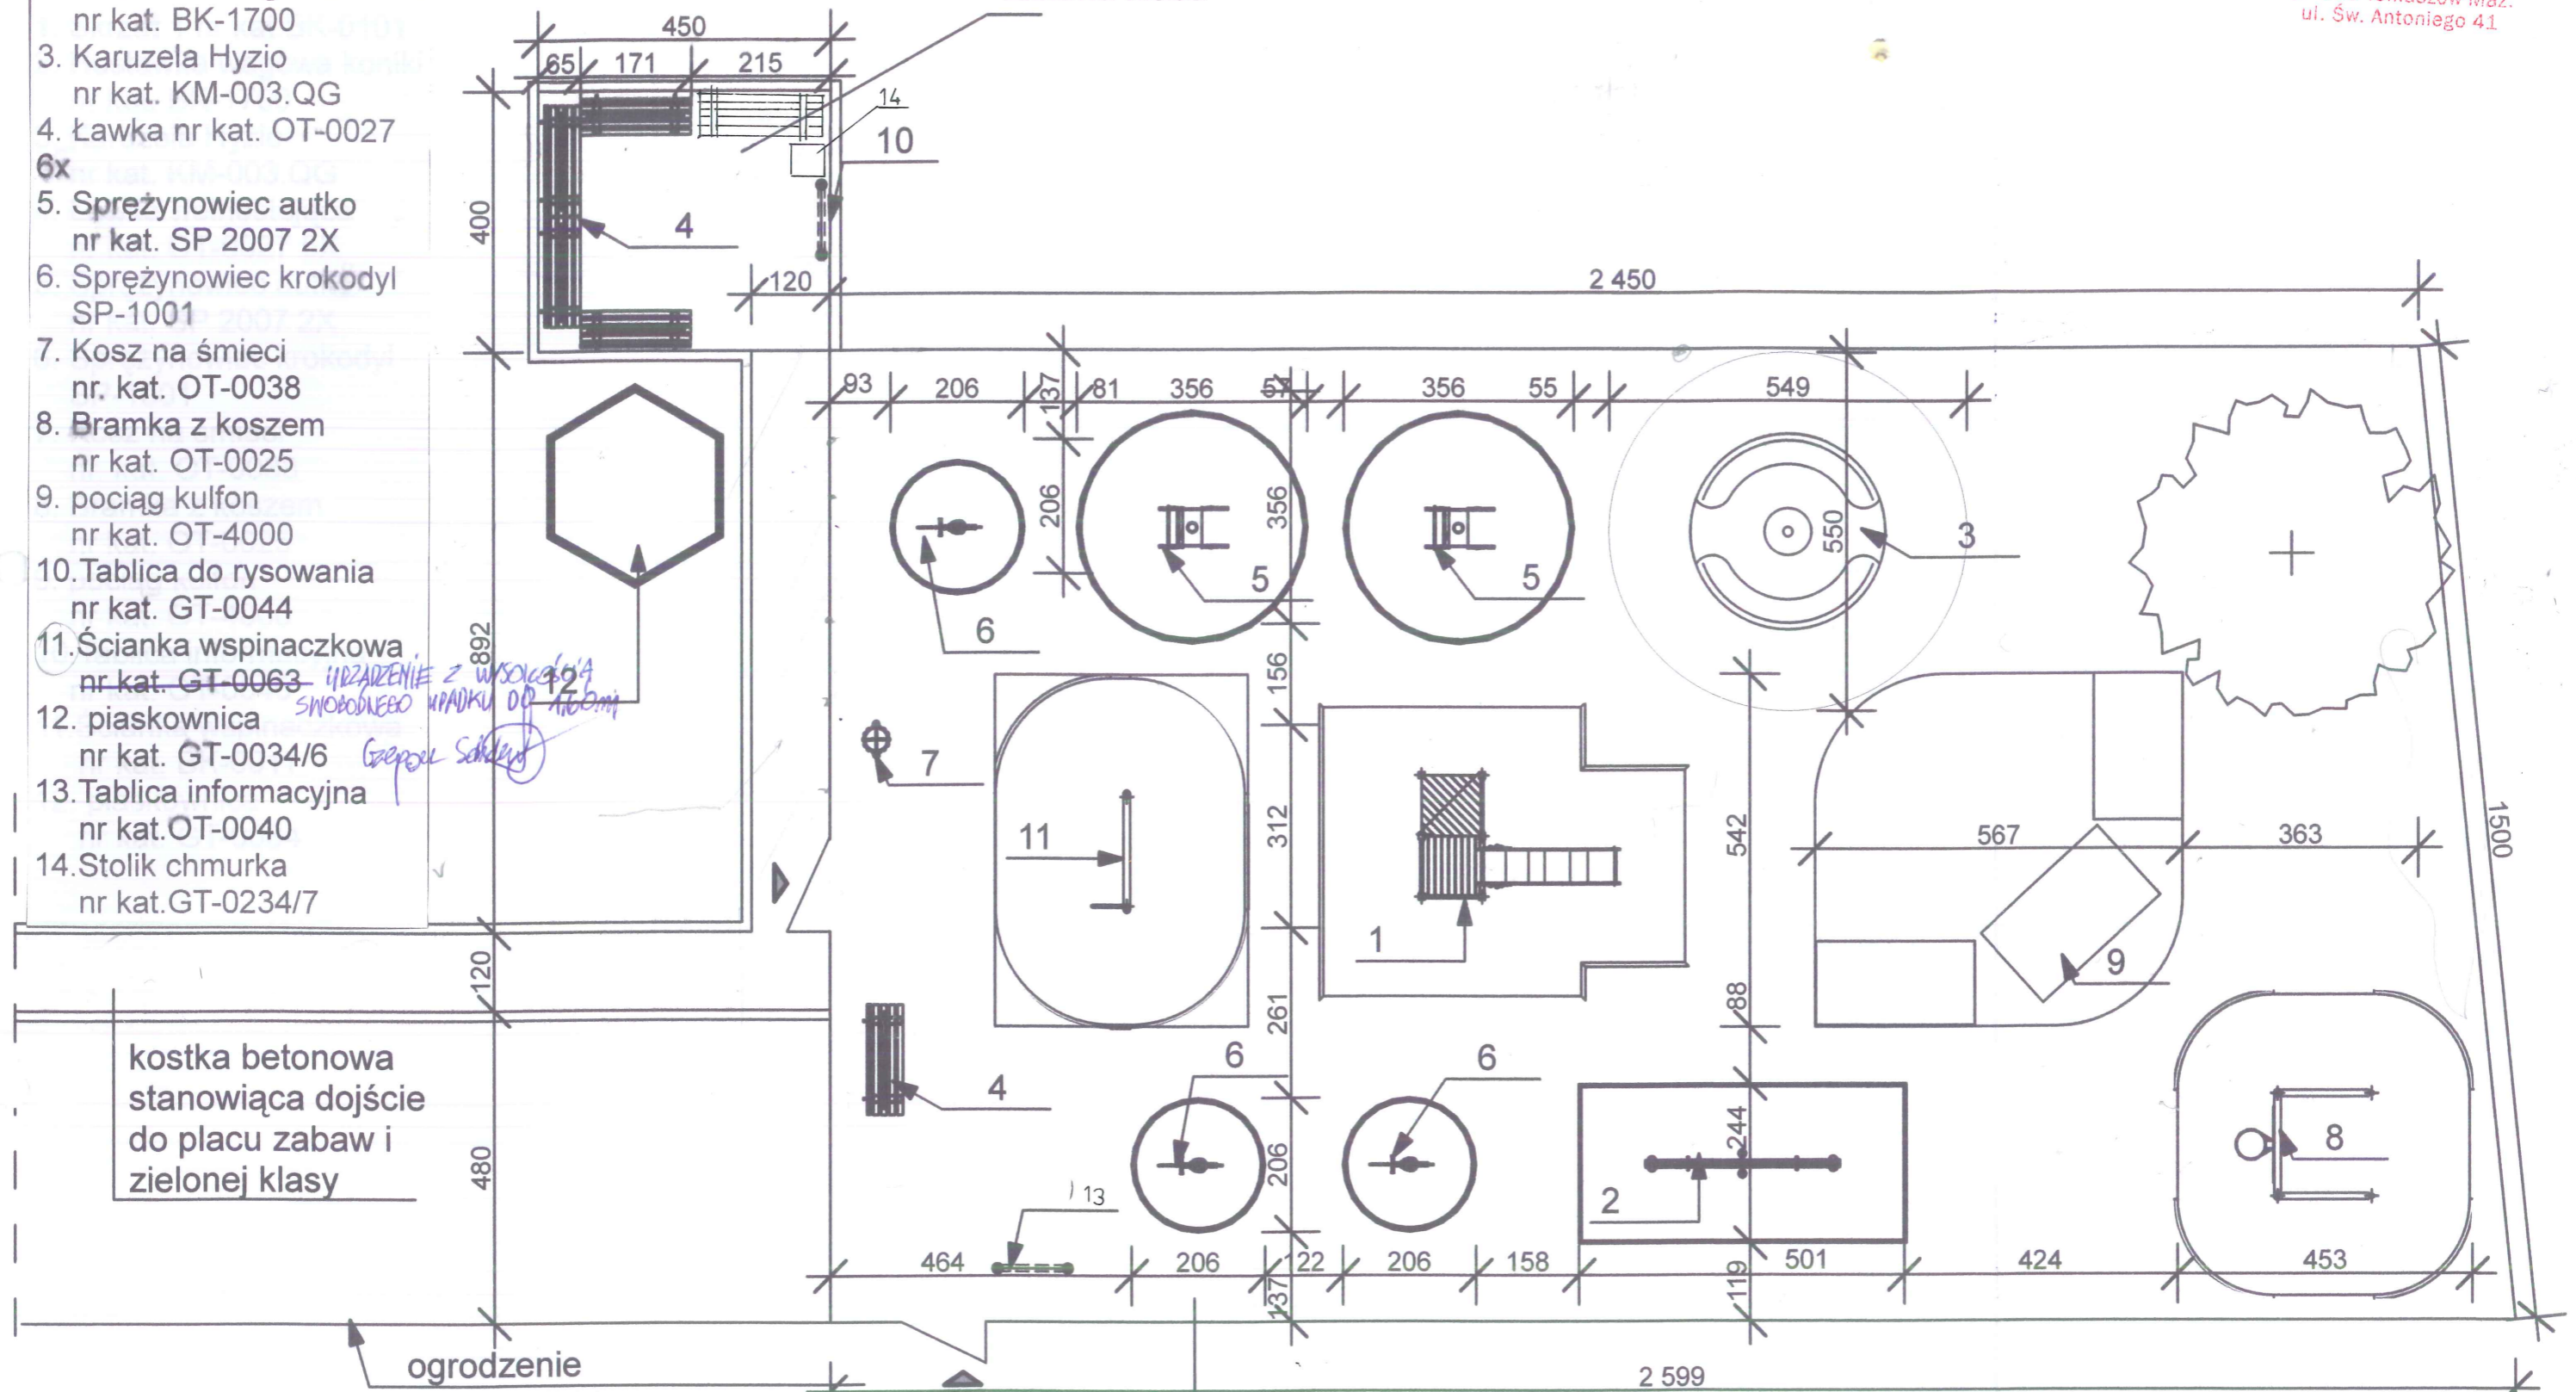 nr kat. BK-1700
3. Karuzela Hyzio
nr kat. KM-003.QG
4. Ławka nr kat. OT-0027
6x
5. Sprężynowiec autko
nr kat. SP 2007 2X
6. Sprężynowiec krokodyl
SP-1001
7. Kosz na śmieci
nr. kat. OT-0038
8. Bramka z koszem
nr kat. OT-0025
9. pociąg kulfon
nr kat. OT-4000
10.Tablica do rysowania
nr kat. GT-0044
11.Ścianka wspinaczkowa
nr kat. GT-0063 URZĄDZENIE Z WYSOKOŚCIĄ
SWOBODNEGO UPADKU DO 1,60m
12. piaskownica
nr kat. GT-0034/6
13.Tablica informacyjna
nr kat.OT-0040
14.Stolik chmurka
nr kat.GT-0234/7
ul. Św. Antoniego 41
450
65 171 215
14
10
400
4
120
2 450
93 206 137 81 356 57 356 55 549
206
356
550
3
5
5
6
892
12
156
7
11
312
1
542
567
363
1500
9
120
261
88
kostka betonowa
stanowiąca dojście
do placu zabaw i
zielonej klasy
4
6
6
480
206
244
2
8
13
464 206 122 206 158 501 424 453
137
119
ogrodzenie
2 599